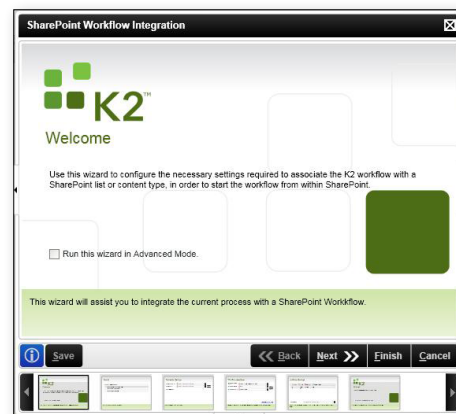 SharePoint Workflow Integration
K2™
Welcome
Use this wizard to configure the necessary settings required to associate the K2 workflow with a
SharePoint list or content type, in order to start the workflow from within SharePoint.
Run this wizard in Advanced Mode.
This wizard will assist you to integrate the current process with a SharePoint Workkflow.
Save
Back
Next
Finish
Cancel